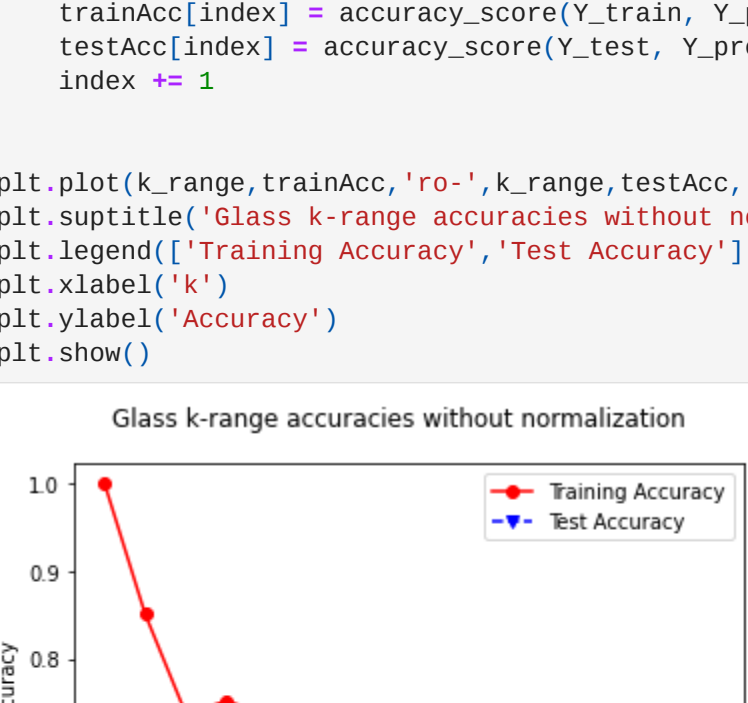 trainAcc[index] = accuracy_score(Y_train, Y_
testAcc[index] = accuracy_score(Y_test, Y_pr
index += 1
plt.plot(k_range,trainAcc,'ro-',k_range,testAcc,
plt.suptitle('Glass k-range accuracies without n
plt.legend(['Training Accuracy','Test Accuracy']
plt.xlabel('k')
plt.ylabel('Accuracy')
plt.show()
Glass k-range accuracies without normalization
1.0
Training Accuracy
Test Accuracy
0.9
0.8